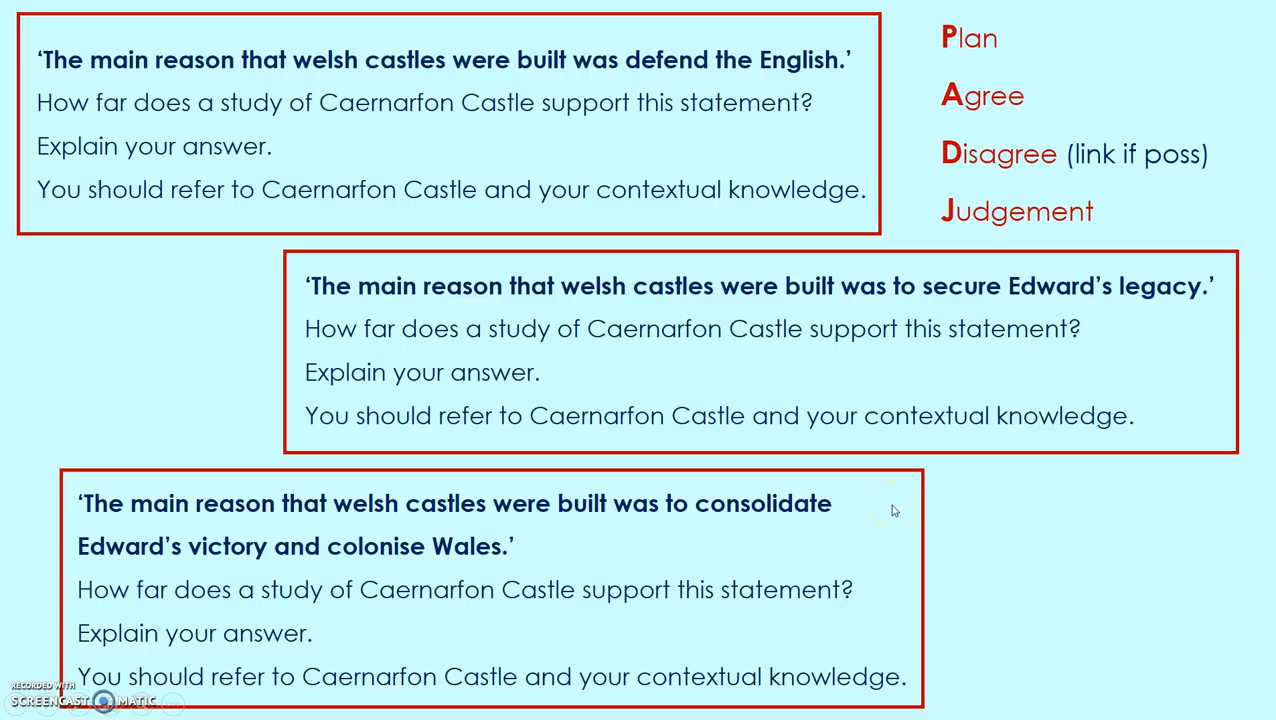 ‘The main reason that welsh castles were built was defend the English.’
How far does a study of Caernarfon Castle support this statement?
Explain your answer.
You should refer to Caernarfon Castle and your contextual knowledge.
Plan
Agree
Disagree (link if poss)
Judgement
‘The main reason that welsh castles were built was to secure Edward’s legacy.’
How far does a study of Caernarfon Castle support this statement?
Explain your answer.
You should refer to Caernarfon Castle and your contextual knowledge.
‘The main reason that welsh castles were built was to consolidate
Edward’s victory and colonise Wales.’
How far does a study of Caernarfon Castle support this statement?
Explain your answer.
You should refer to Caernarfon Castle and your contextual knowledge.
RECORDED WITH
SCREENCAST MATIC